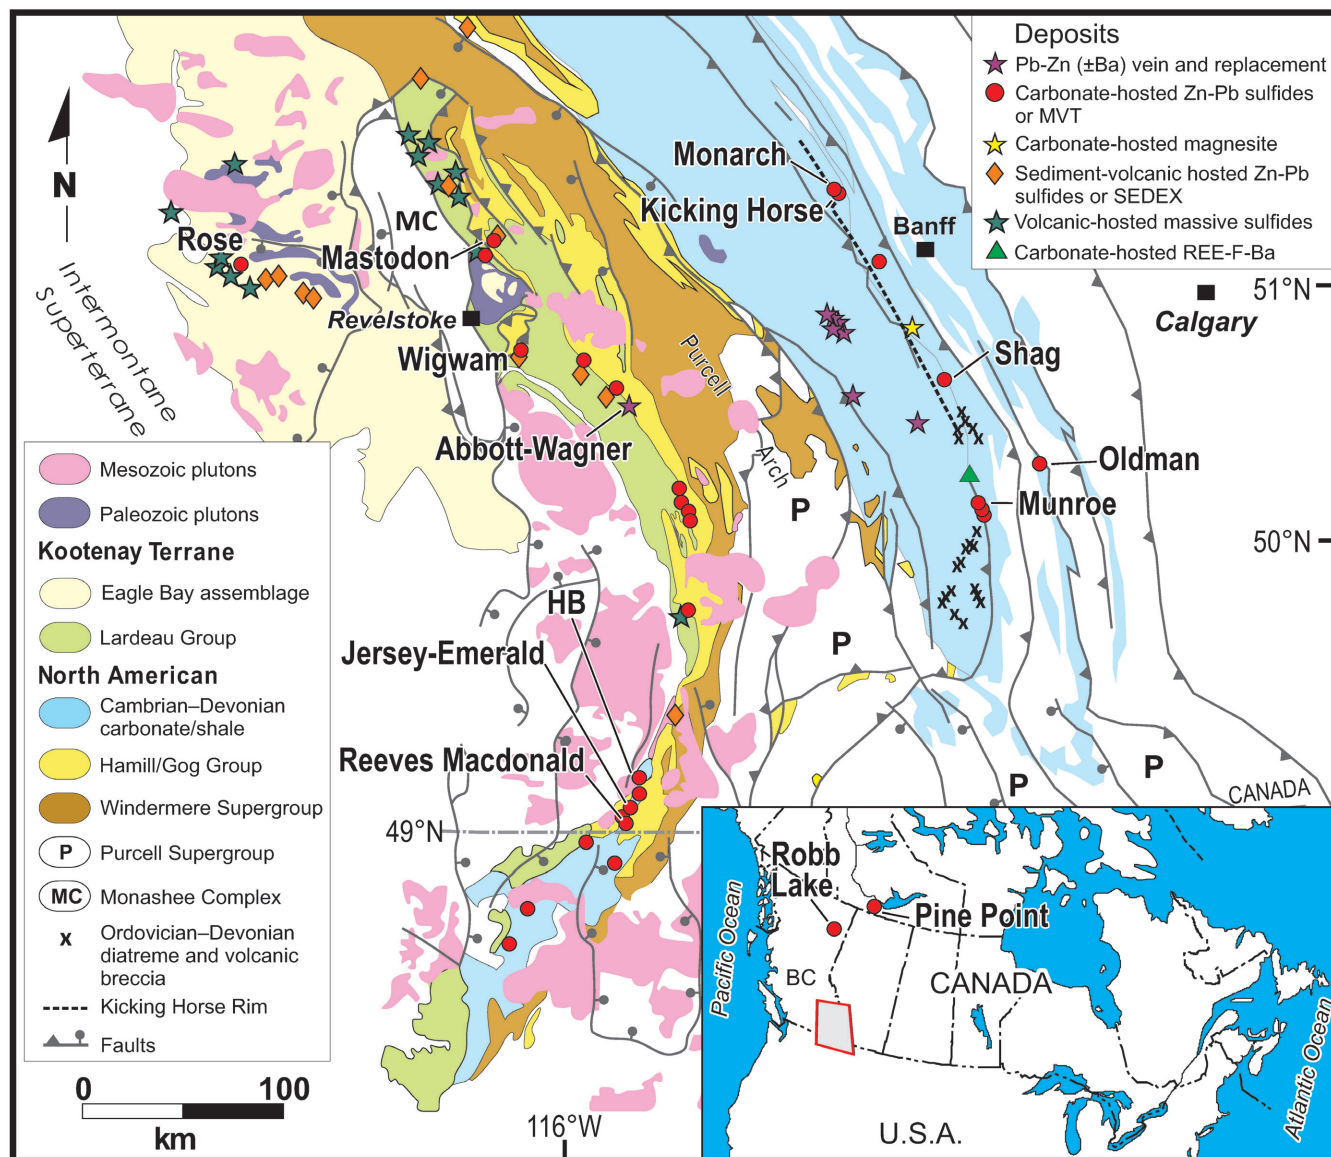 Deposits
Pb-Zn (±Ba) vein and replacement
Carbonate-hosted Zn-Pb sulfides
or MVT
Carbonate-hosted magnesite
Sediment-volcanic hosted Zn-Pb
sulfides or SEDEX
Volcanic-hosted massive sulfides
Carbonate-hosted REE-F-Ba
N
Intermontane
Superterrane
Rose
MC
Mastodon
Revelstoke
Wigwam
Abbott-Wagner
Monarch
Kicking Horse
Banff
51°N
Calgary
Shag
Purcell
Arch
Oldman
Munroe
P
50°N
P
HB
Jersey-Emerald
Reeves Macdonald
P
P
CANADA
49°N
116°W
Mesozoic plutons
Paleozoic plutons
Kootenay Terrane
Eagle Bay assemblage
Lardeau Group
North American
Cambrian–Devonian
carbonate/shale
Hamill/Gog Group
Windermere Supergroup
P Purcell Supergroup
MC Monashee Complex
x Ordovician–Devonian
diatreme and volcanic
breccia
Kicking Horse Rim
Faults
0 100
km
Robb
Lake
Pine Point
Pacific Ocean
BC
CANADA
U.S.A.
Atlantic Ocean
x x x x x x x
x x x x x x x x x x x x x